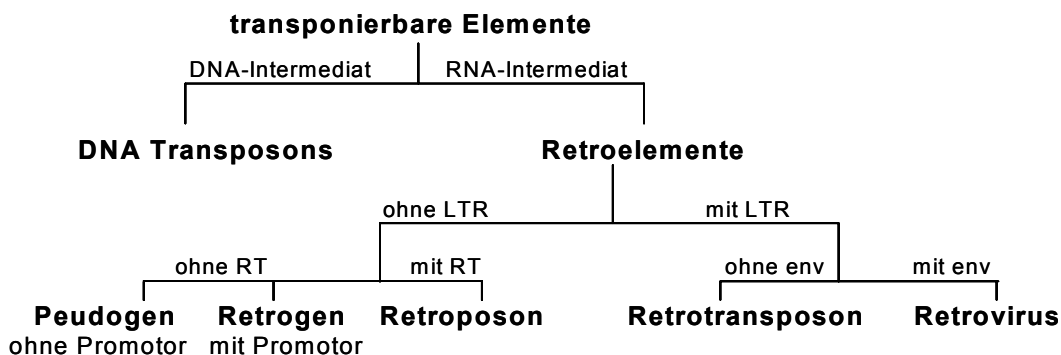 transponierbare Elemente
DNA-Intermediat RNA-Intermediat
DNA Transposons Retroelemente
ohne LTR mit LTR
ohne RT mit RT ohne env mit env
Peudogen Retrogen Retroposon Retrotransposon Retrovirus
ohne Promotor mit Promotor